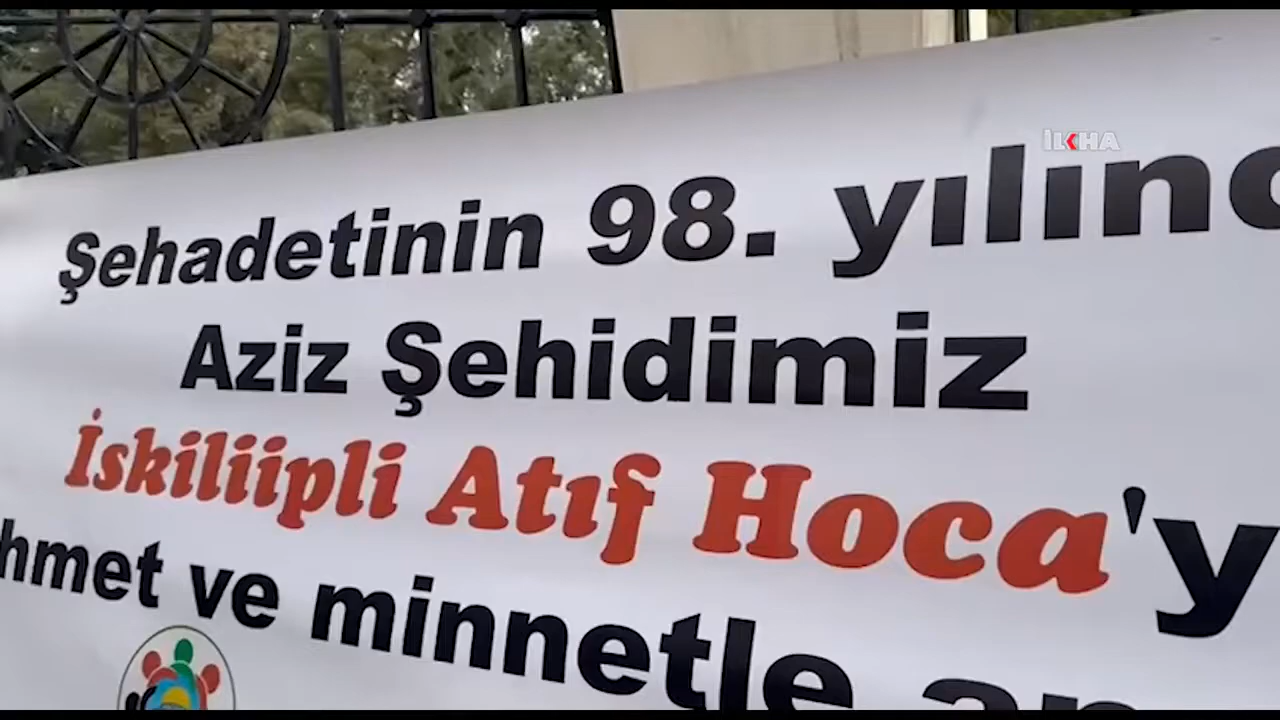 İLKHA
Şehadetinin 98. yılınd
Aziz Şehidimiz
İskiliipli Atıf Hoca'y
hmet ve minnetle an